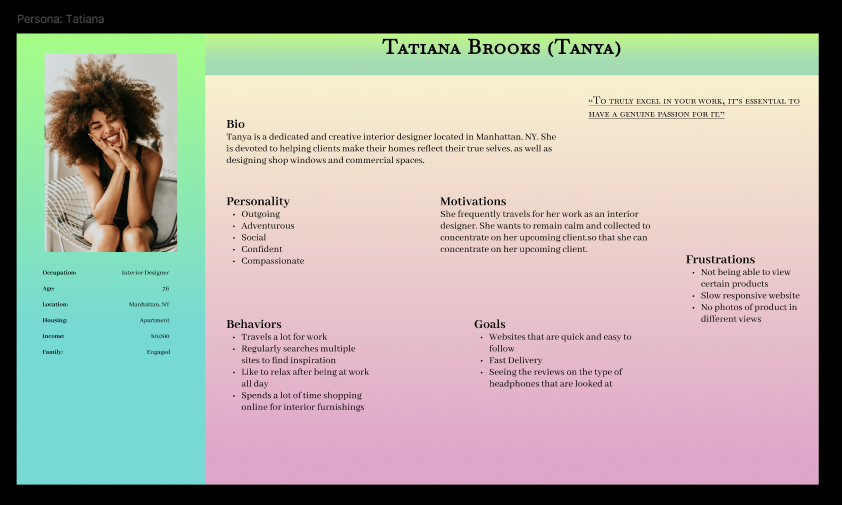 Persona: Tatiana
Tatiana Brooks (Tanya)
“To truly excel in your work, it's essential to
have a genuine passion for it.”
Bio
Tanya is a dedicated and creative interior designer located in Manhattan, NY. She
is devoted to helping clients make their homes reflect their true selves, as well as
designing shop windows and commercial spaces.
Personality
• Outgoing
• Adventurous
• Social
• Confident
• Compassionate
Motivations
She frequently travels for her work as an interior
designer. She wants to remain calm and collected to
concentrate on her upcoming client.so that she can
concentrate on her upcoming client.
Frustrations
• Not being able to view
certain products
• Slow responsive website
• No photos of product in
different views
Occupation: Interior Designer
Age: 26
Location: Manhattan, NY
Housing: Apartment
Income: 50,000
Family: Engaged
Behaviors
• Travels a lot for work
• Regularly searches multiple
sites to find inspiration
• Like to relax after being at work
all day
• Spends a lot of time shopping
online for interior furnishings
Goals
• Websites that are quick and easy to
follow
• Fast Delivery
• Seeing the reviews on the type of
headphones that are looked at